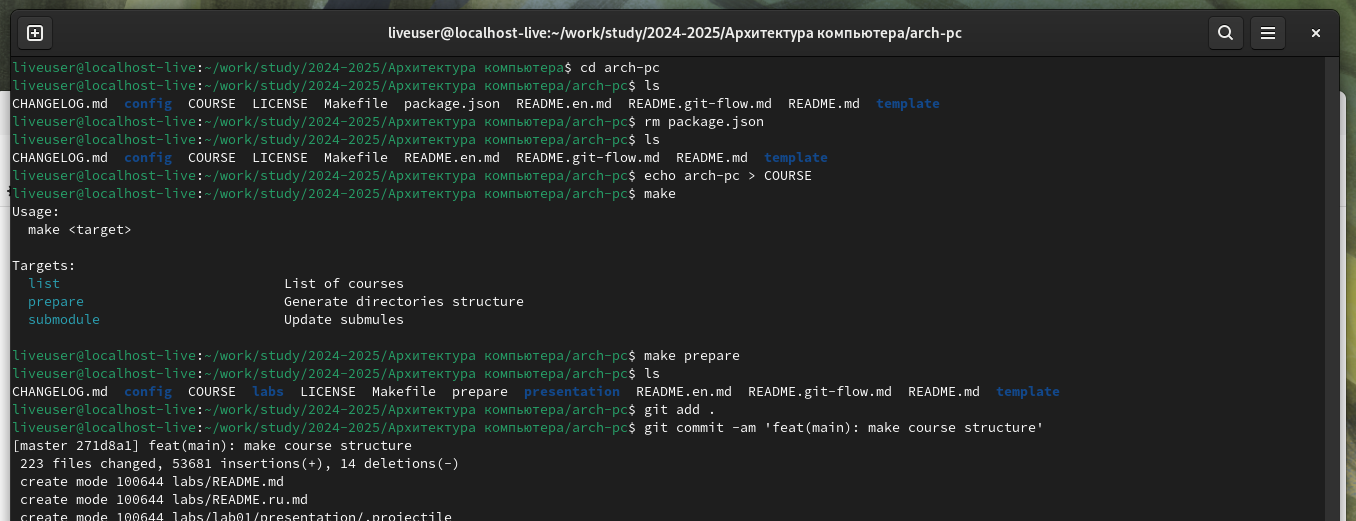 liveuser@localhost-live:~/work/study/2024-2025/Архитектура компьютера/arch-pc
liveuser@localhost-live:~/work/study/2024-2025/Архитектура компьютера$ cd arch-pc
liveuser@localhost-live:~/work/study/2024-2025/Архитектура компьютера/arch-pc$ ls
CHANGELOG.md  config  COURSE  LICENSE  Makefile  package.json  README.en.md  README.git-flow.md  README.md  template
liveuser@localhost-live:~/work/study/2024-2025/Архитектура компьютера/arch-pc$ rm package.json
liveuser@localhost-live:~/work/study/2024-2025/Архитектура компьютера/arch-pc$ ls
CHANGELOG.md  config  COURSE  LICENSE  Makefile  README.en.md  README.git-flow.md  README.md  template
liveuser@localhost-live:~/work/study/2024-2025/Архитектура компьютера/arch-pc$ echo arch-pc > COURSE
liveuser@localhost-live:~/work/study/2024-2025/Архитектура компьютера/arch-pc$ make
Usage:
  make <target>
Targets:
  list                            List of courses
  prepare                         Generate directories structure
  submodule                       Update submules
liveuser@localhost-live:~/work/study/2024-2025/Архитектура компьютера/arch-pc$ make prepare
liveuser@localhost-live:~/work/study/2024-2025/Архитектура компьютера/arch-pc$ ls
CHANGELOG.md  config  COURSE  labs  LICENSE  Makefile  prepare  presentation  README.en.md  README.git-flow.md  README.md  template
liveuser@localhost-live:~/work/study/2024-2025/Архитектура компьютера/arch-pc$ git add .
liveuser@localhost-live:~/work/study/2024-2025/Архитектура компьютера/arch-pc$ git commit -am 'feat(main): make course structure'
[master 271d8a1] feat(main): make course structure
 223 files changed, 53681 insertions(+), 14 deletions(-)
 create mode 100644 labs/README.md
 create mode 100644 labs/README.ru.md
 create mode 100644 labs/lab01/presentation/.projectile